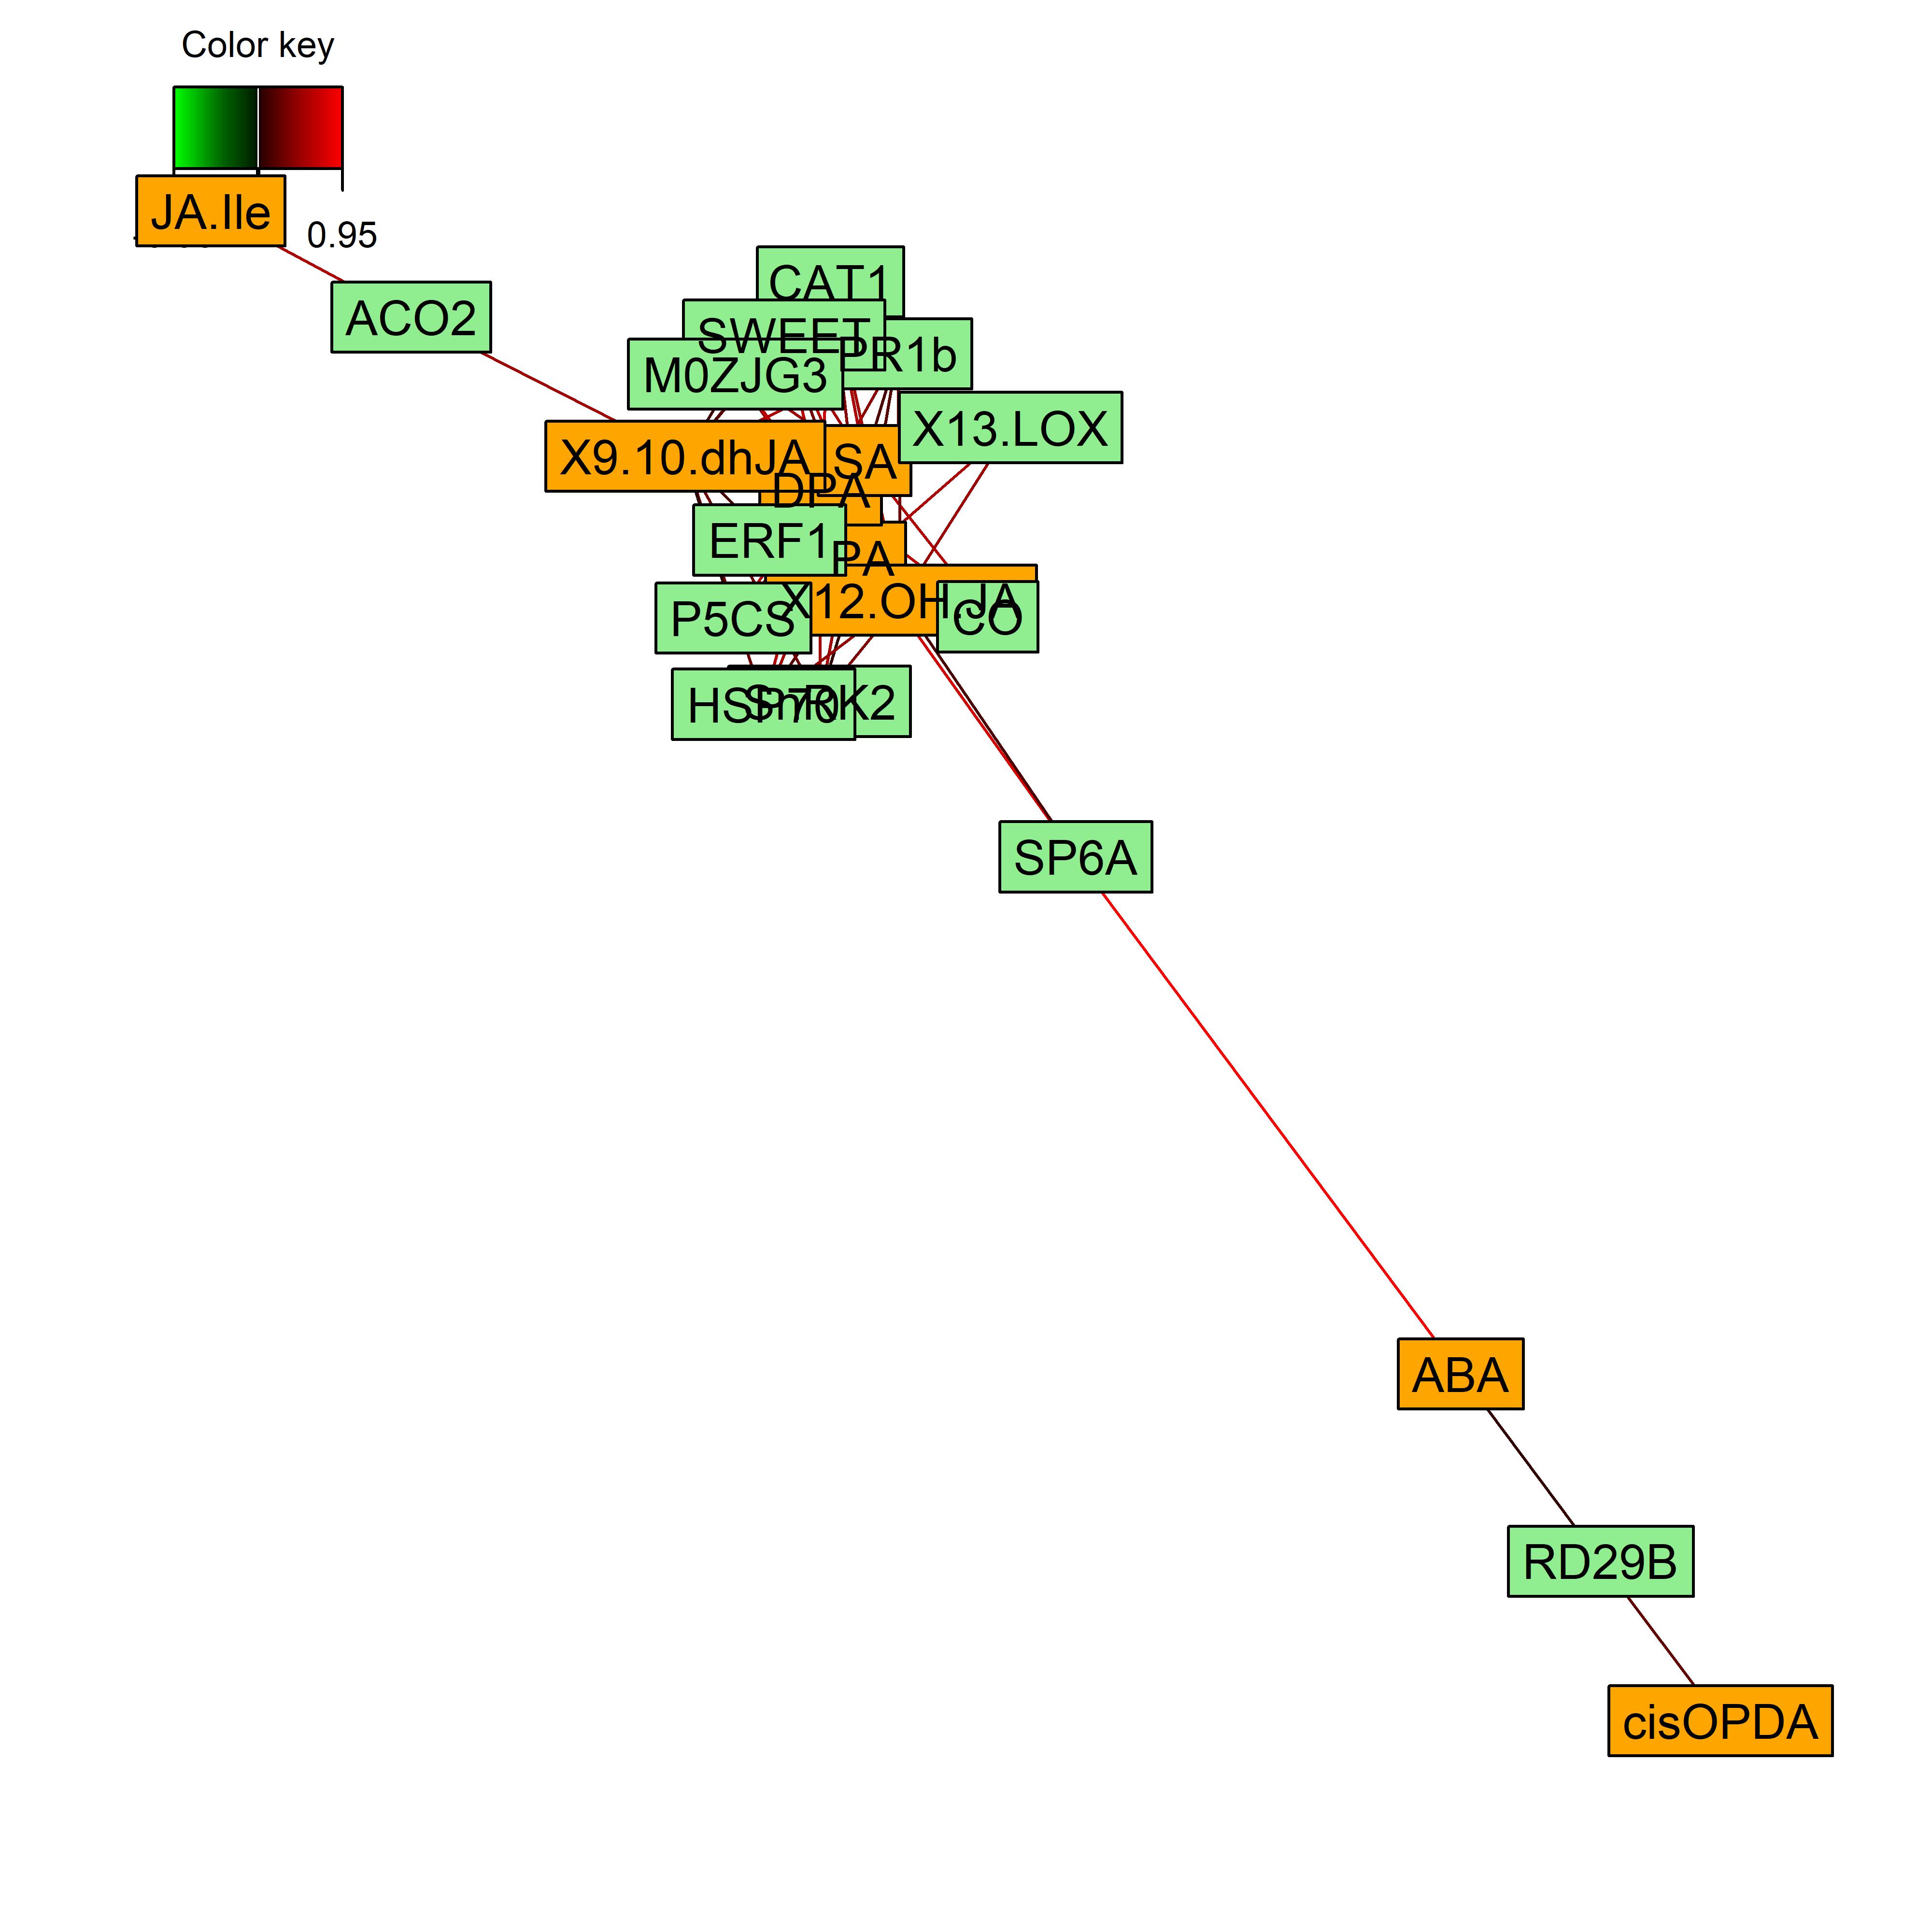 Color key
JA.Ile
0.95
ACO2
CAT1
SWEET
PR1b
M0ZJG3
X13.LOX
X9.10.dhJA
SA
DPA
ERF1
PA
X12.OH.JA
P5CS
CO
HSP70
SnRK2
SP6A
ABA
RD29B
cisOPDA